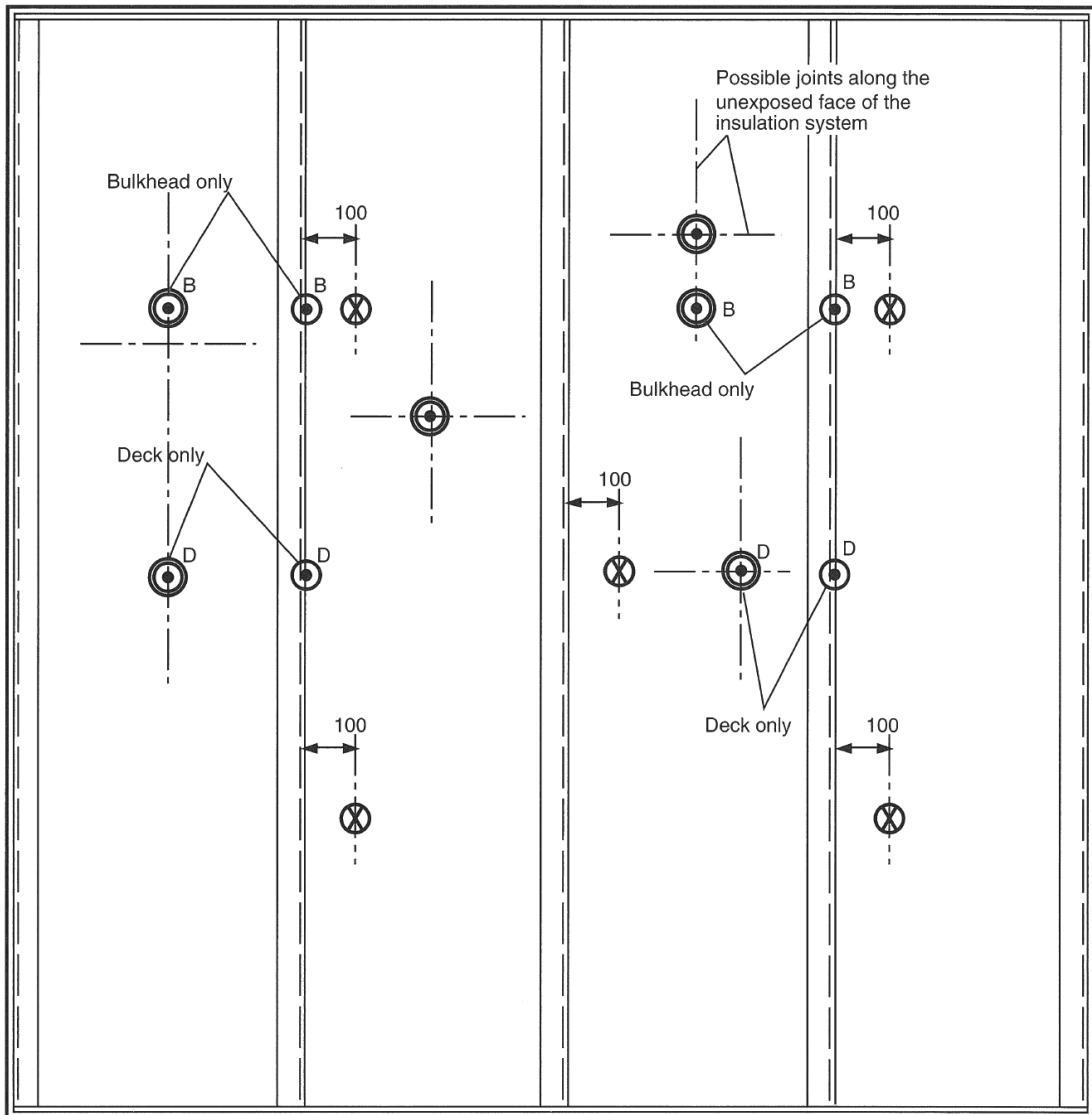 Possible joints along the
unexposed face of the
insulation system
Bulkhead only
100
100
B
B
B
B
Bulkhead only
Deck only
100
D
D
D
D
Deck only
100
100